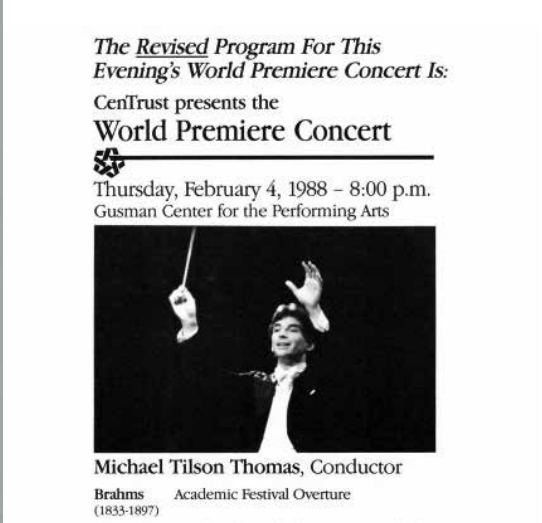 The Revised Program For This
Evening's World Premiere Concert Is:
CenTrust presents the
World Premiere Concert
Thursday, February 4, 1988 – 8:00 p.m.
Gusman Center for the Performing Arts
Michael Tilson Thomas, Conductor
Brahms Academic Festival Overture
(1833-1897)